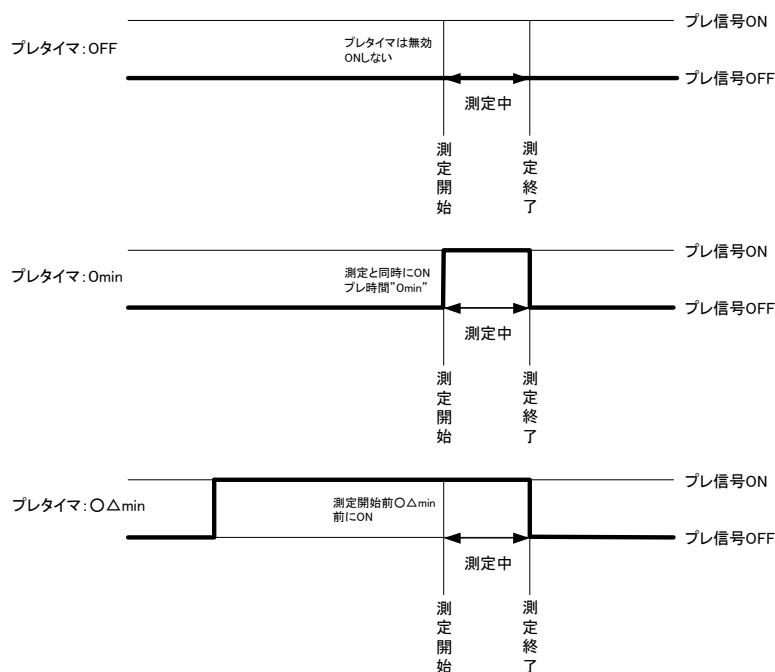 プレ信号ON
プレタイマ：OFF
プレタイマは無効
ONしない
プレ信号OFF
測定中
測定開始
測定終了
プレ信号ON
プレタイマ：0min
測定と同時にON
プレ時間”0min”
プレ信号OFF
測定中
測定開始
測定終了
プレ信号ON
プレタイマ：○△min
測定開始前○△min
前にON
プレ信号OFF
測定中
測定開始
測定終了